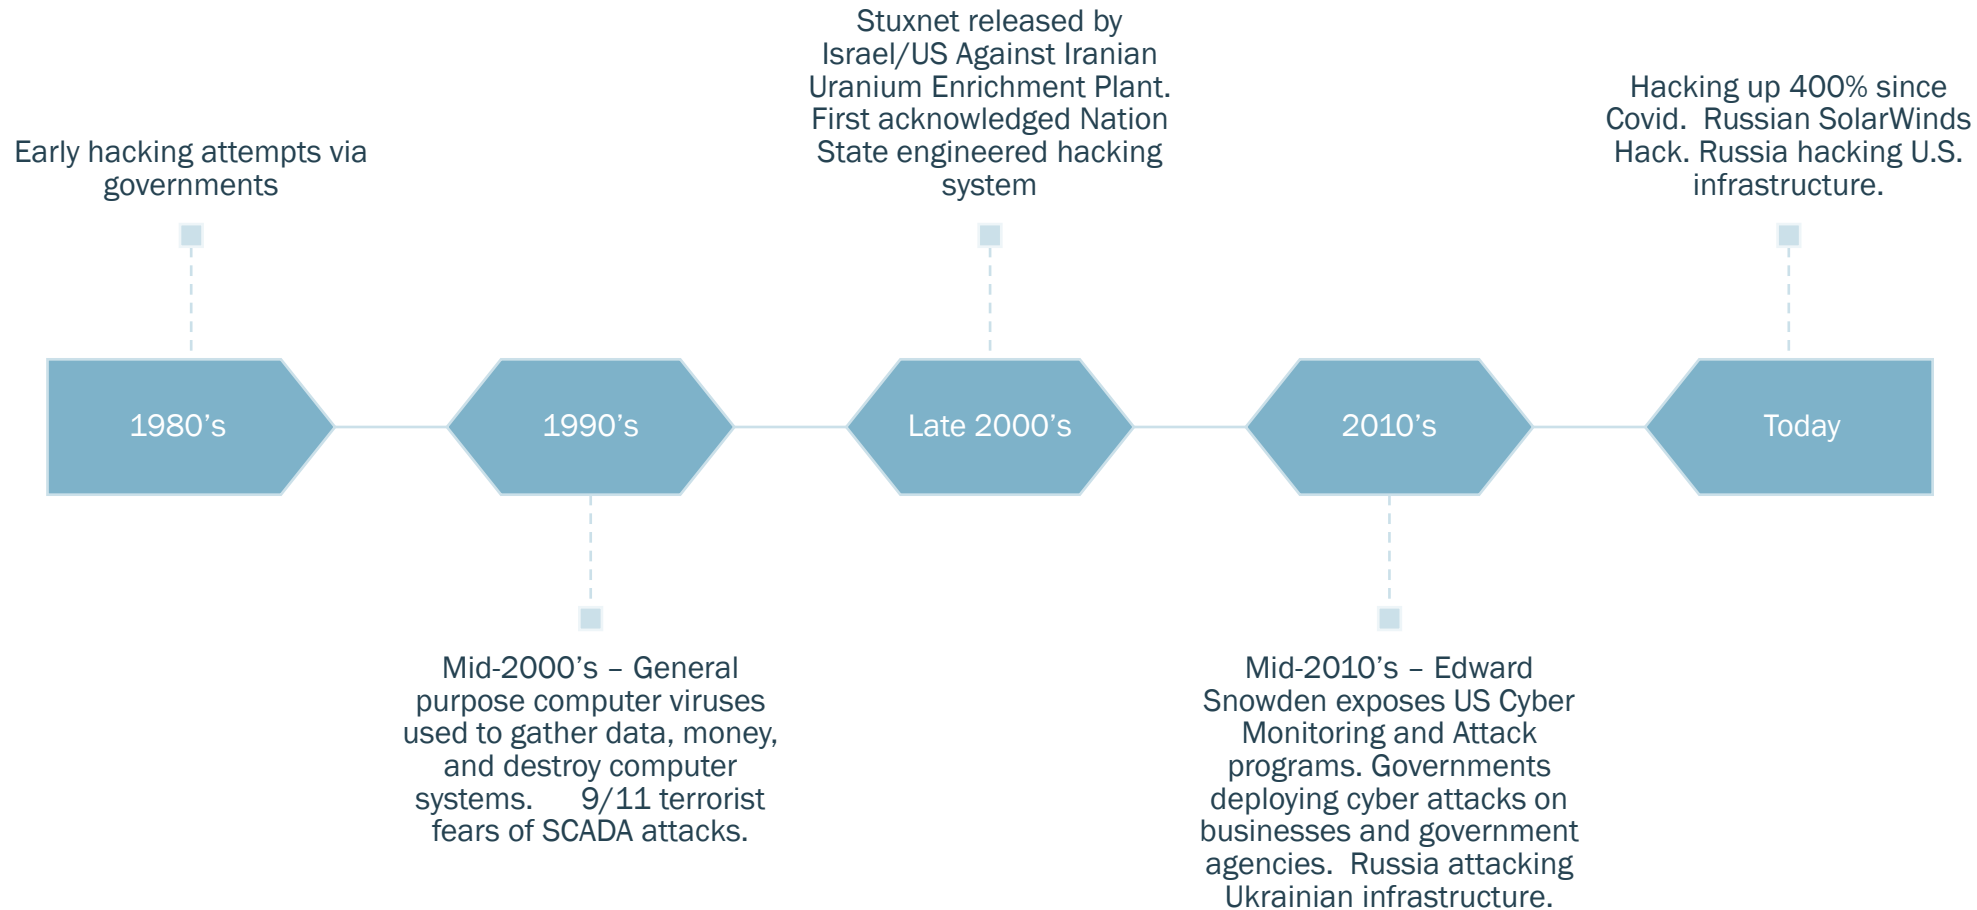 Early hacking attempts via
governments
Stuxnet released by
Israel/US Against Iranian
Uranium Enrichment Plant.
First acknowledged Nation
State engineered hacking
system
Hacking up 400% since
Covid.  Russian SolarWinds
Hack. Russia hacking U.S.
infrastructure.
1980’s
1990’s
Late 2000’s
2010’s
Today
Mid-2000’s – General
purpose computer viruses
used to gather data, money,
and destroy computer
systems.      9/11 terrorist
fears of SCADA attacks.
Mid-2010’s – Edward
Snowden exposes US Cyber
Monitoring and Attack
programs. Governments
deploying cyber attacks on
businesses and government
agencies.  Russia attacking
Ukrainian infrastructure.